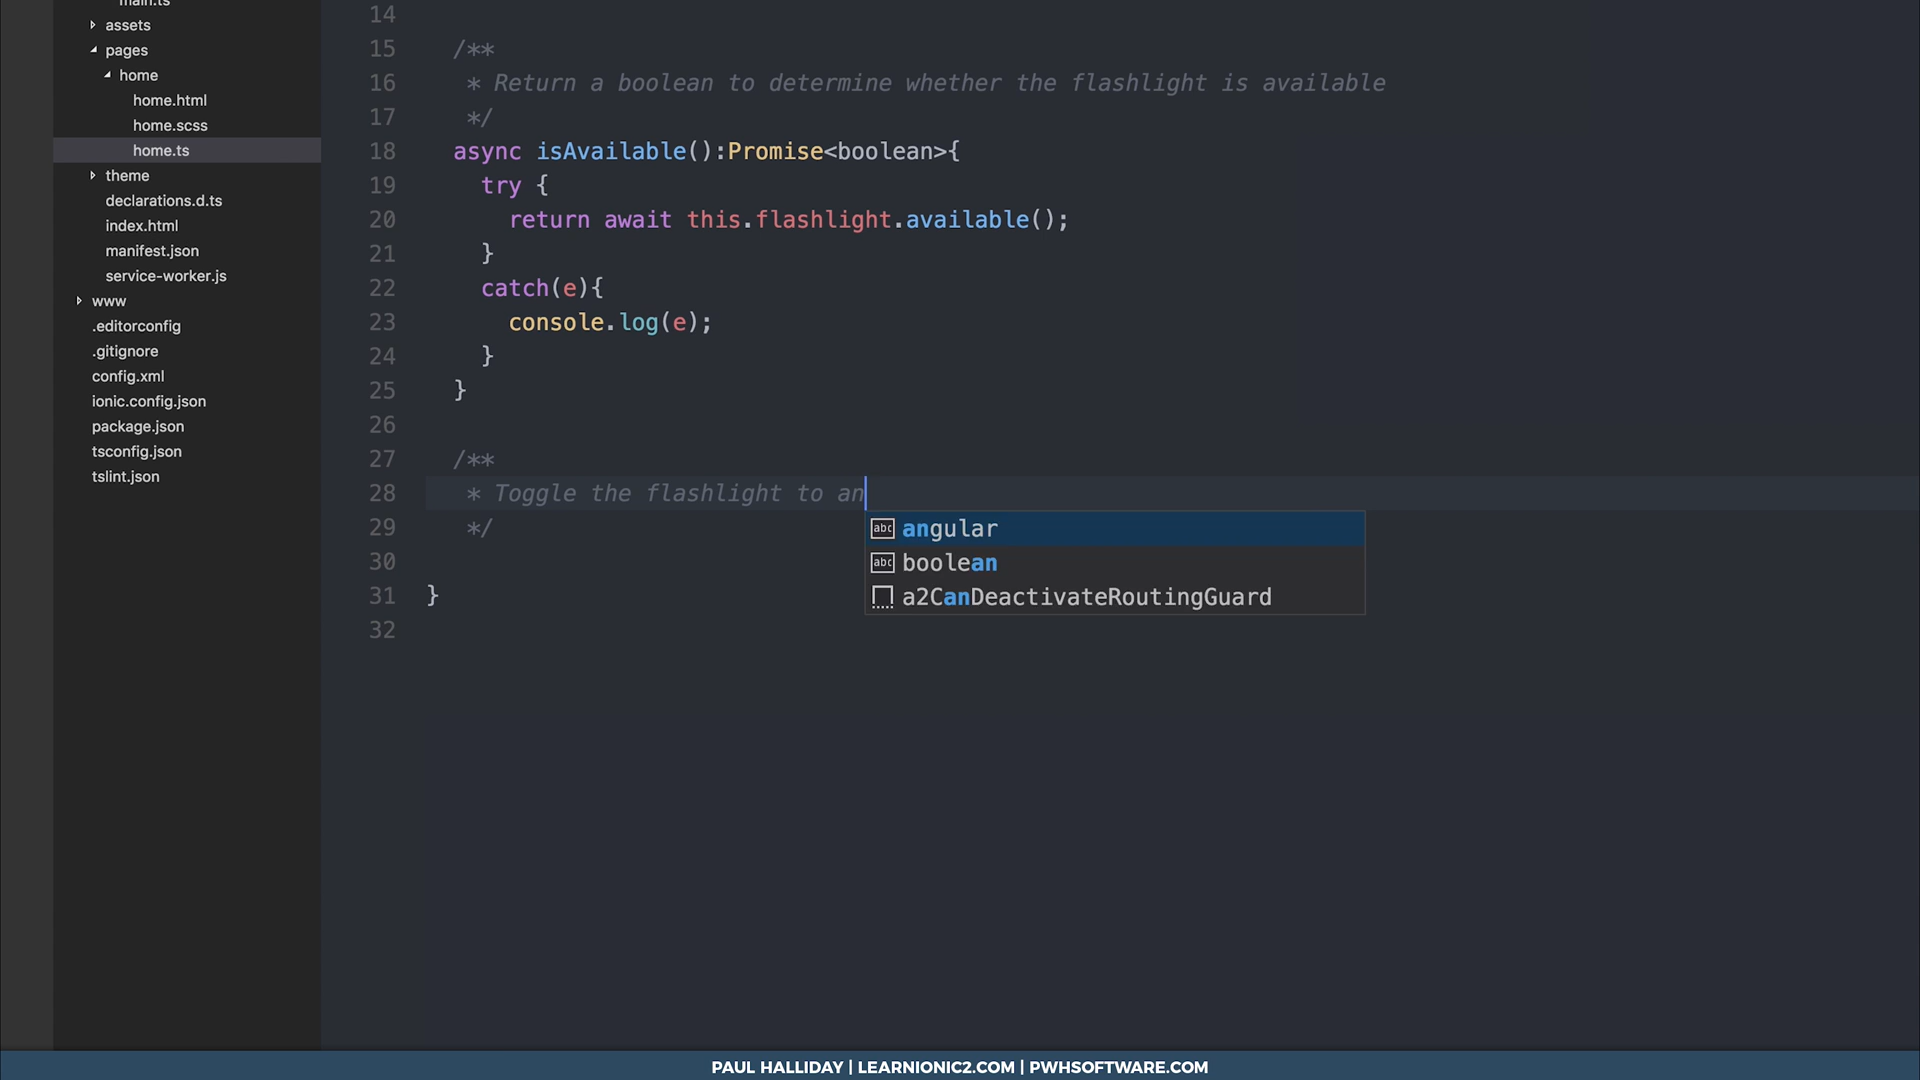 main.ts
assets
pages
home
home.html
home.scss
home.ts
theme
declarations.d.ts
index.html
manifest.json
service-worker.js
www
.editorconfig
.gitignore
config.xml
ionic.config.json
package.json
tsconfig.json
tslint.json
14
15 /**
16 * Return a boolean to determine whether the flashlight is available
17 */
18 async isAvailable():Promise<boolean>{
19 try {
20 return await this.flashlight.available();
21 }
22 catch(e){
23 console.log(e);
24 }
25 }
26
27 /**
28 * Toggle the flashlight to an
29 */
30
31 }
32
abc angular
abc boolean
a2CanDeactivateRoutingGuard
PAUL HALLIDAY | LEARNIONIC2.COM | PWHSOFTWARE.COM